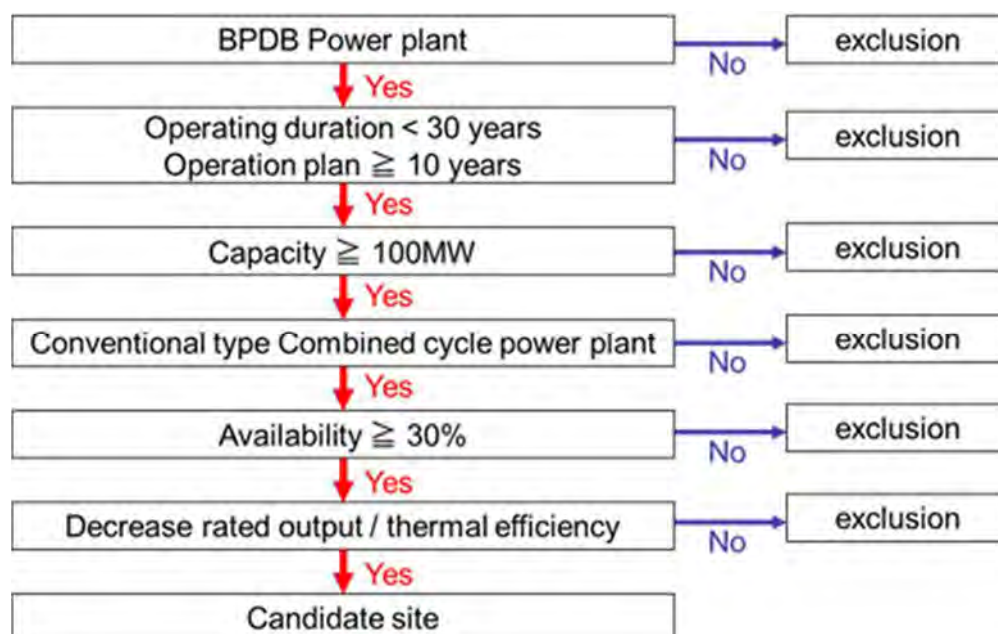 BPDB Power plant
No
exclusion
Yes
Operating duration < 30 years
Operation plan ≧ 10 years
No
exclusion
Yes
Capacity ≧ 100MW
No
exclusion
Yes
Conventional type Combined cycle power plant
No
exclusion
Yes
Availability ≧ 30%
No
exclusion
Yes
Decrease rated output / thermal efficiency
No
exclusion
Yes
Candidate site